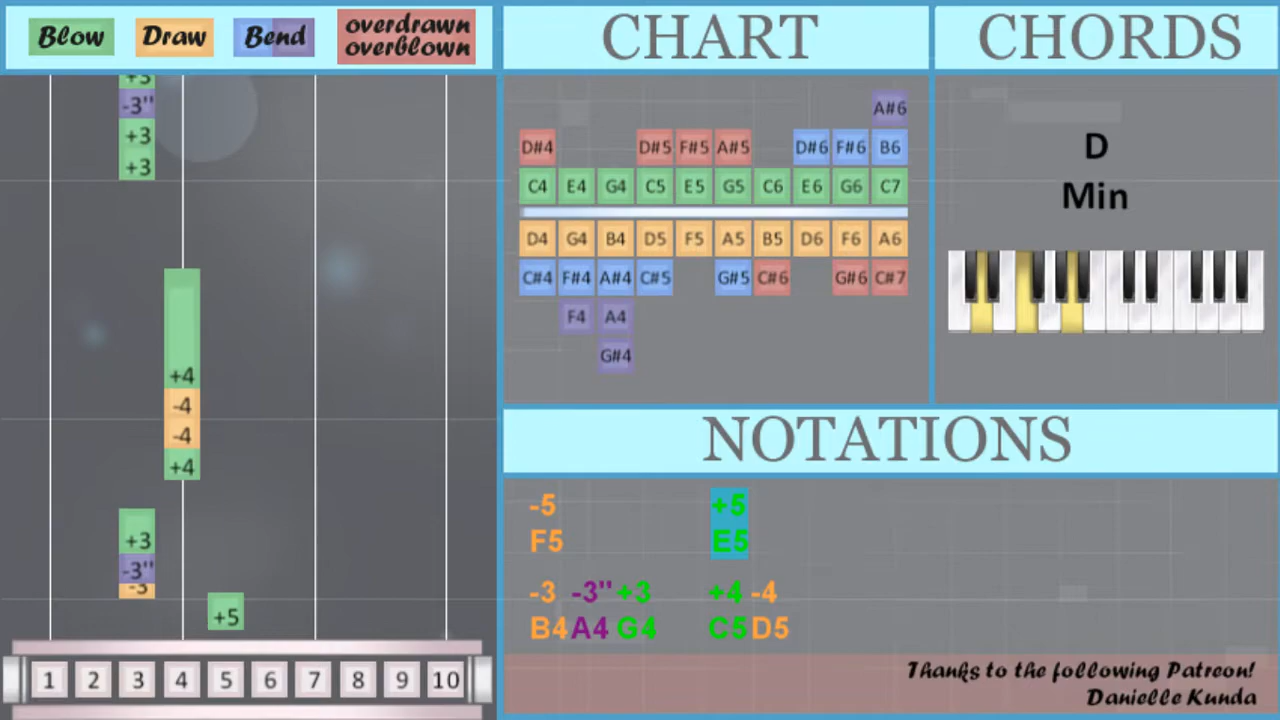 Blow Draw Bend overdrawn
overblown
CHART
CHORDS
+3
-3''
+3
+3
+4
-4
-4
+4
+3
-3''
-3
+5
1 2 3 4 5 6 7 8 9 10
A#6
D#4 D#5 F#5 A#5 D#6 F#6 B6
C4 E4 G4 C5 E5 G5 C6 E6 G6 C7
D4 G4 B4 D5 F5 A5 B5 D6 F6 A6
C#4 F#4 A#4 C#5 G#5 C#6 G#6 C#7
F4 A4
G#4
D
Min
NOTATIONS
-5 +5
F5 E5
-3 -3'' +3 +4 -4
B4 A4 G4 C5 D5
Thanks to the following Patreon!
Danielle Kunda